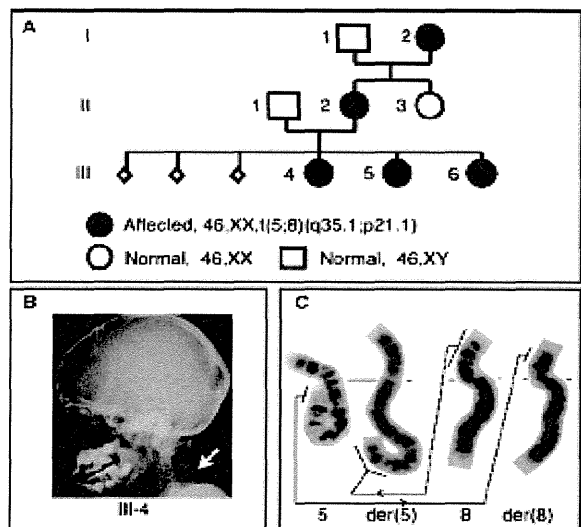 A
I
1
2
II
1
2
3
III
4
5
6
Affected, 46,XX,t(5;8)(q35.1;p21.1)
Normal, 46,XX
Normal, 46,XY
B
III-4
C
5
der(5)
8
der(8)